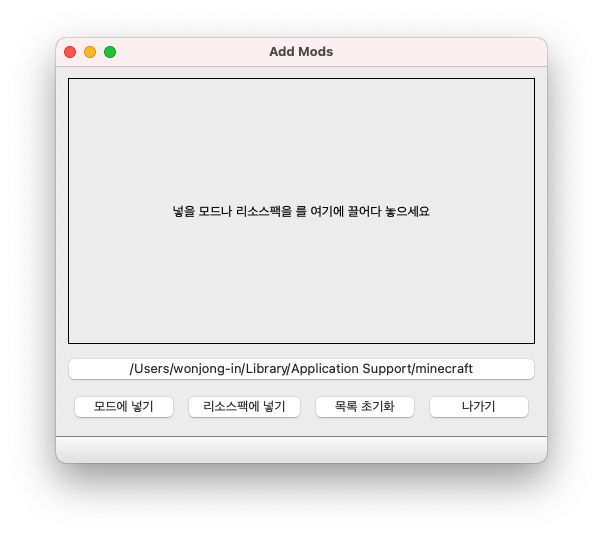 Add Mods
넣을 모드나 리소스팩을 를 여기에 끌어다 놓으세요
/Users/wonjong-in/Library/Application Support/minecraft
모드에 넣기 리소스팩에 넣기 목록 초기화 나가기